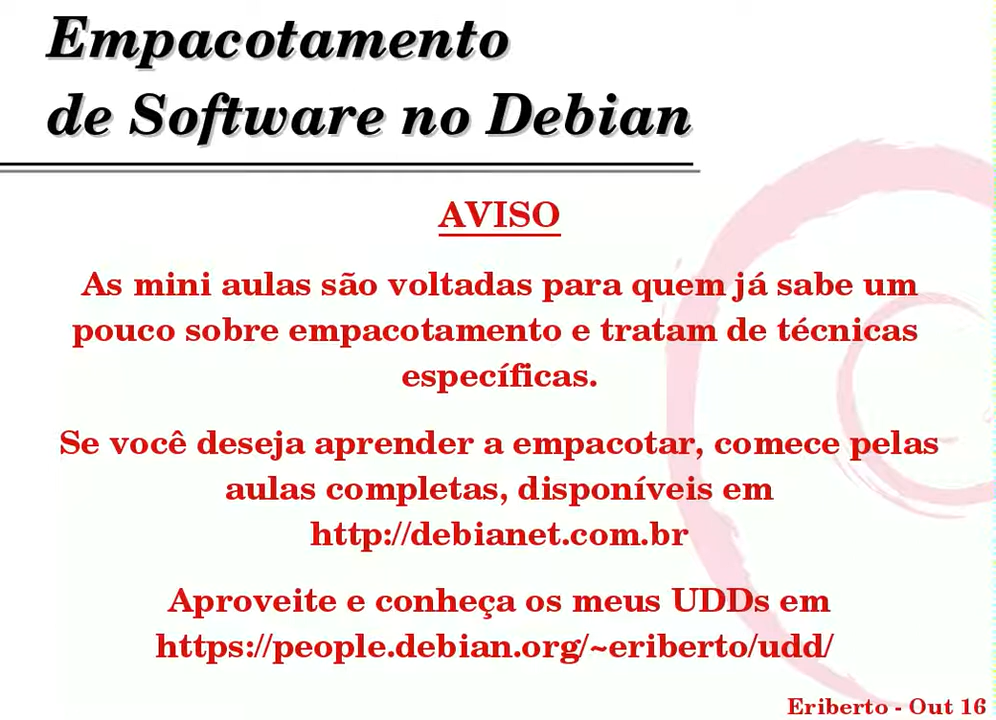 Empacotamento
de Software no Debian
AVISO
As mini aulas são voltadas para quem já sabe um
pouco sobre empacotamento e tratam de técnicas
específicas.
Se você deseja aprender a empacotar, comece pelas
aulas completas, disponíveis em
http://debianet.com.br
Aproveite e conheça os meus UDDs em
https://people.debian.org/~eriberto/udd/
Eriberto - Out 16